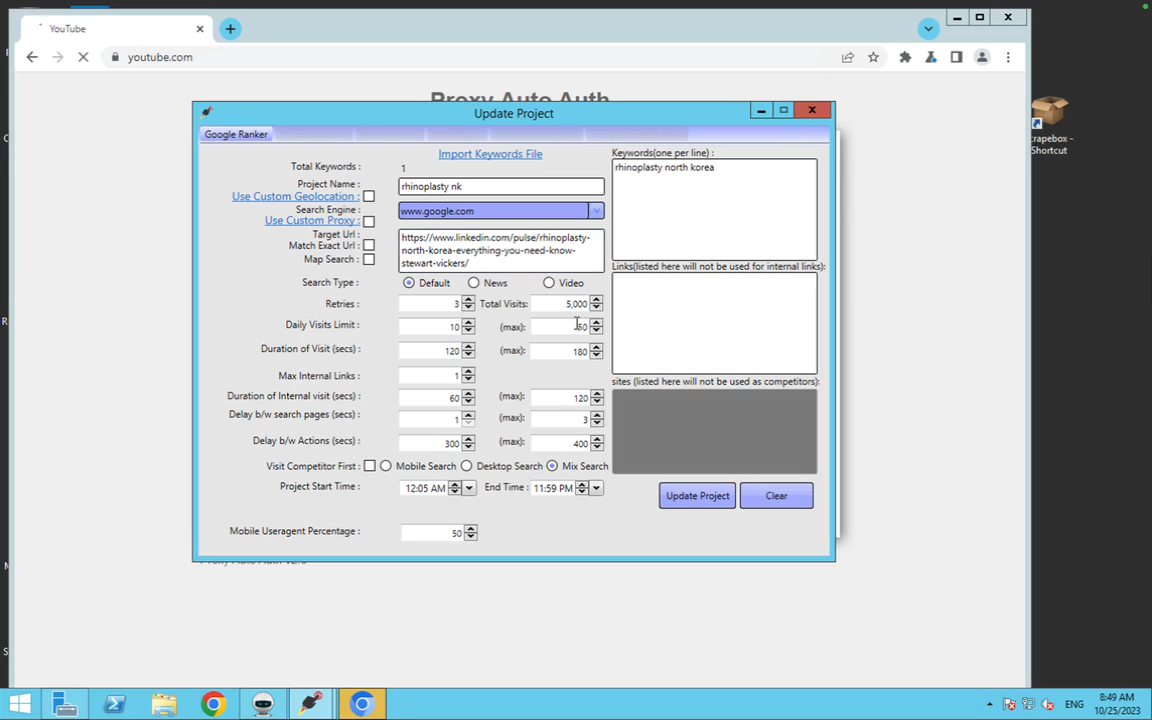 YouTube
youtube.com
Proxy Auto Auth
Update Project
Google Ranker
Import Keywords File
Total Keywords : 1
Project Name : rhinoplasty nk
Use Custom Geolocation :
Search Engine : www.google.com
Use Custom Proxy :
Target Url : https://www.linkedin.com/pulse/rhinoplasty-
north-korea-everything-you-need-know-
stewart-vickers/
Match Exact Url :
Map Search :
Search Type : Default News Video
Retries : 3 Total Visits: 5,000
Daily Visits Limit : 10 (max): 50
Duration of Visit (secs) : 120 (max): 180
Max Internal Links : 1
Duration of Internal visit (secs) : 60 (max): 120
Delay b/w search pages (secs) : 1 (max): 3
Delay b/w Actions (secs) : 300 (max): 400
Visit Competitor First : Mobile Search Desktop Search Mix Search
Project Start Time : 12:05 AM End Time : 11:59 PM
Mobile Useragent Percentage : 50
Keywords(one per line) :
rhinoplasty north korea
Links(listed here will not be used for internal links):
sites (listed here will not be used as competitors):
Update Project Clear
Shortcut
ENG
8:49 AM
10/25/2023